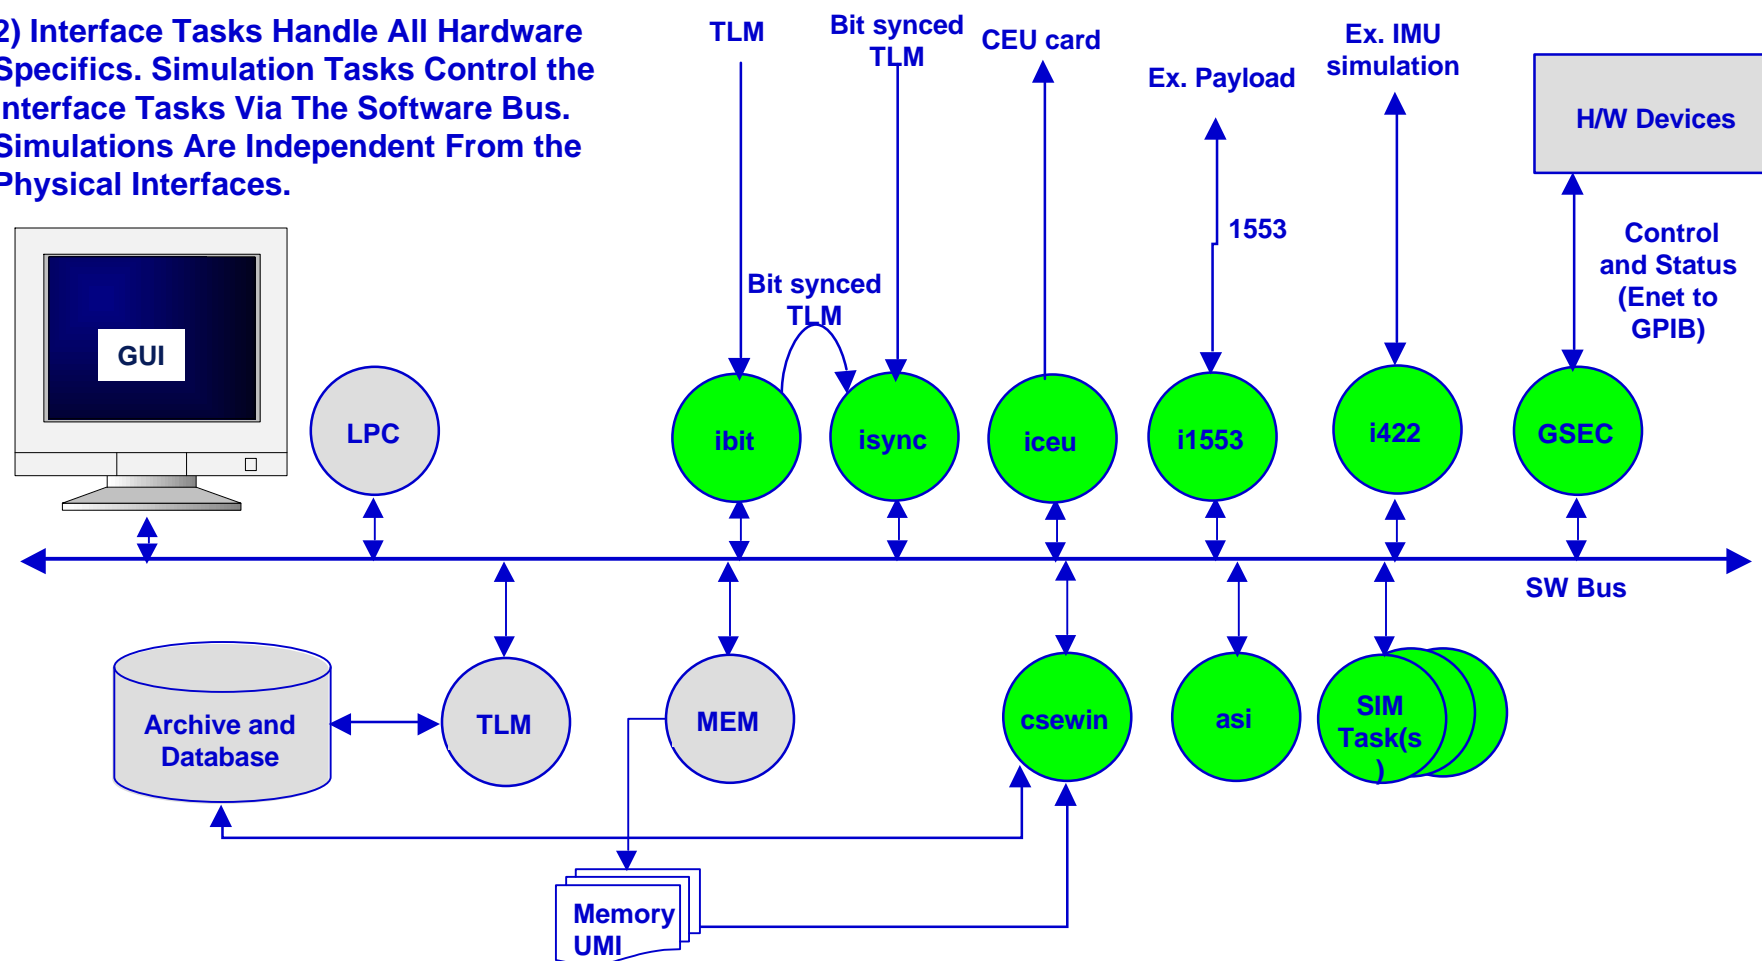 2) Interface Tasks Handle All Hardware
Specifics. Simulation Tasks Control the
Interface Tasks Via The Software Bus.
Simulations Are Independent From the
Physical Interfaces.
TLM
Bit synced
TLM
CEU card
Ex. Payload
Ex. IMU
simulation
H/W Devices
1553
Control
and Status
(Enet to
GPIB)
Bit synced
TLM
GUI
LPC
ibit
isync
iceu
i1553
i422
GSEC
SW Bus
Archive and
Database
TLM
MEM
csewin
asi
SIM
Task(s
)
Memory
UMI